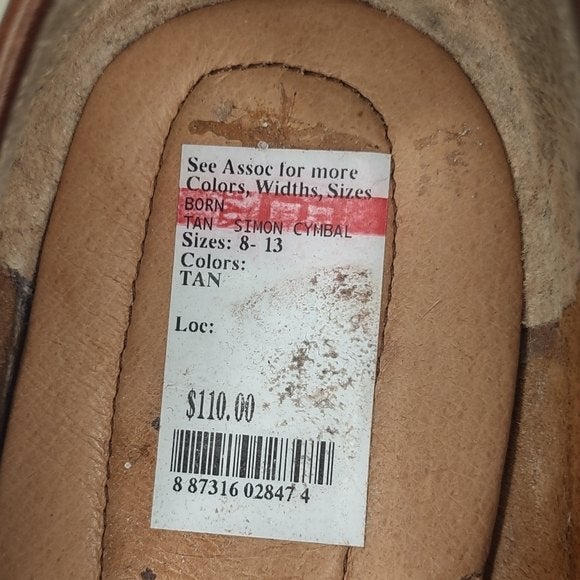 See Assoc for more
Colors, Widths, Sizes
BORN
TAN SIMON CYMBAL
Sizes: 8- 13
Colors:
TAN
Loc:
$110.00
8 87316 02847 4